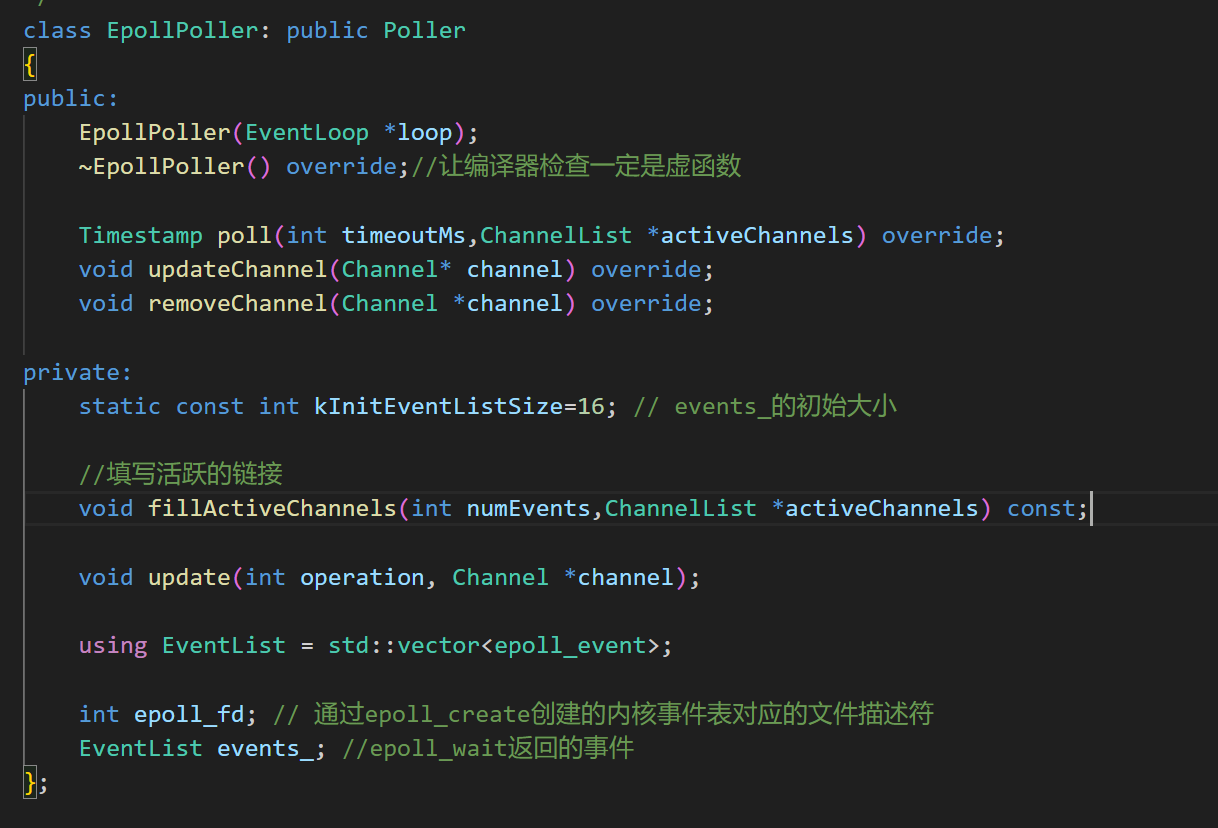 class EpollPoller: public Poller
{
public:
    EpollPoller(EventLoop *loop);
    ~EpollPoller() override;//让编译器检查一定是虚函数
    Timestamp poll(int timeoutMs,ChannelList *activeChannels) override;
    void updateChannel(Channel* channel) override;
    void removeChannel(Channel *channel) override;
private:
    static const int kInitEventListSize=16; // events_的初始大小
    //填写活跃的链接
    void fillActiveChannels(int numEvents,ChannelList *activeChannels) const;
    void update(int operation, Channel *channel);
    using EventList = std::vector<epoll_event>;
    int epoll_fd; // 通过epoll_create创建的内核事件表对应的文件描述符
    EventList events_; //epoll_wait返回的事件
};